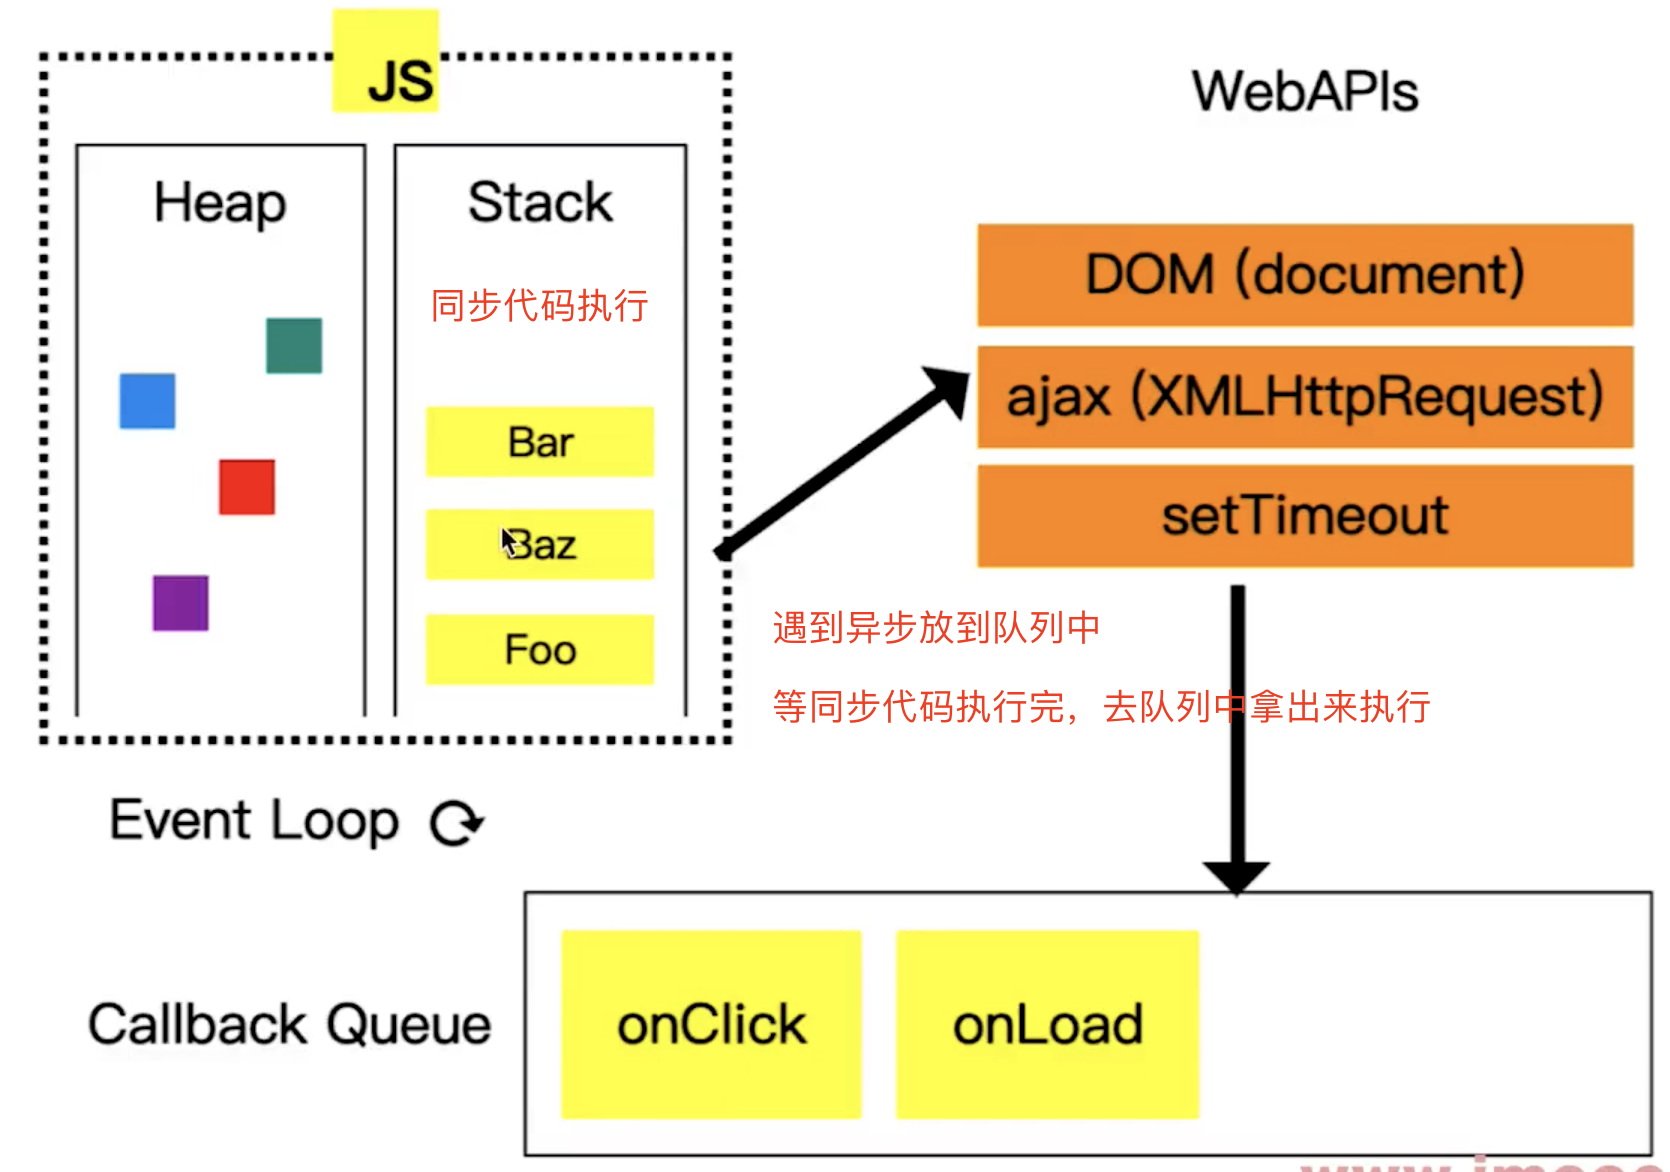 JS
WebAPIs
Heap
Stack
同步代码执行
Bar
Baz
Foo
DOM (document)
ajax (XMLHttpRequest)
setTimeout
遇到异步放到队列中
等同步代码执行完，去队列中拿出来执行
Event Loop
Callback Queue
onClick
onLoad